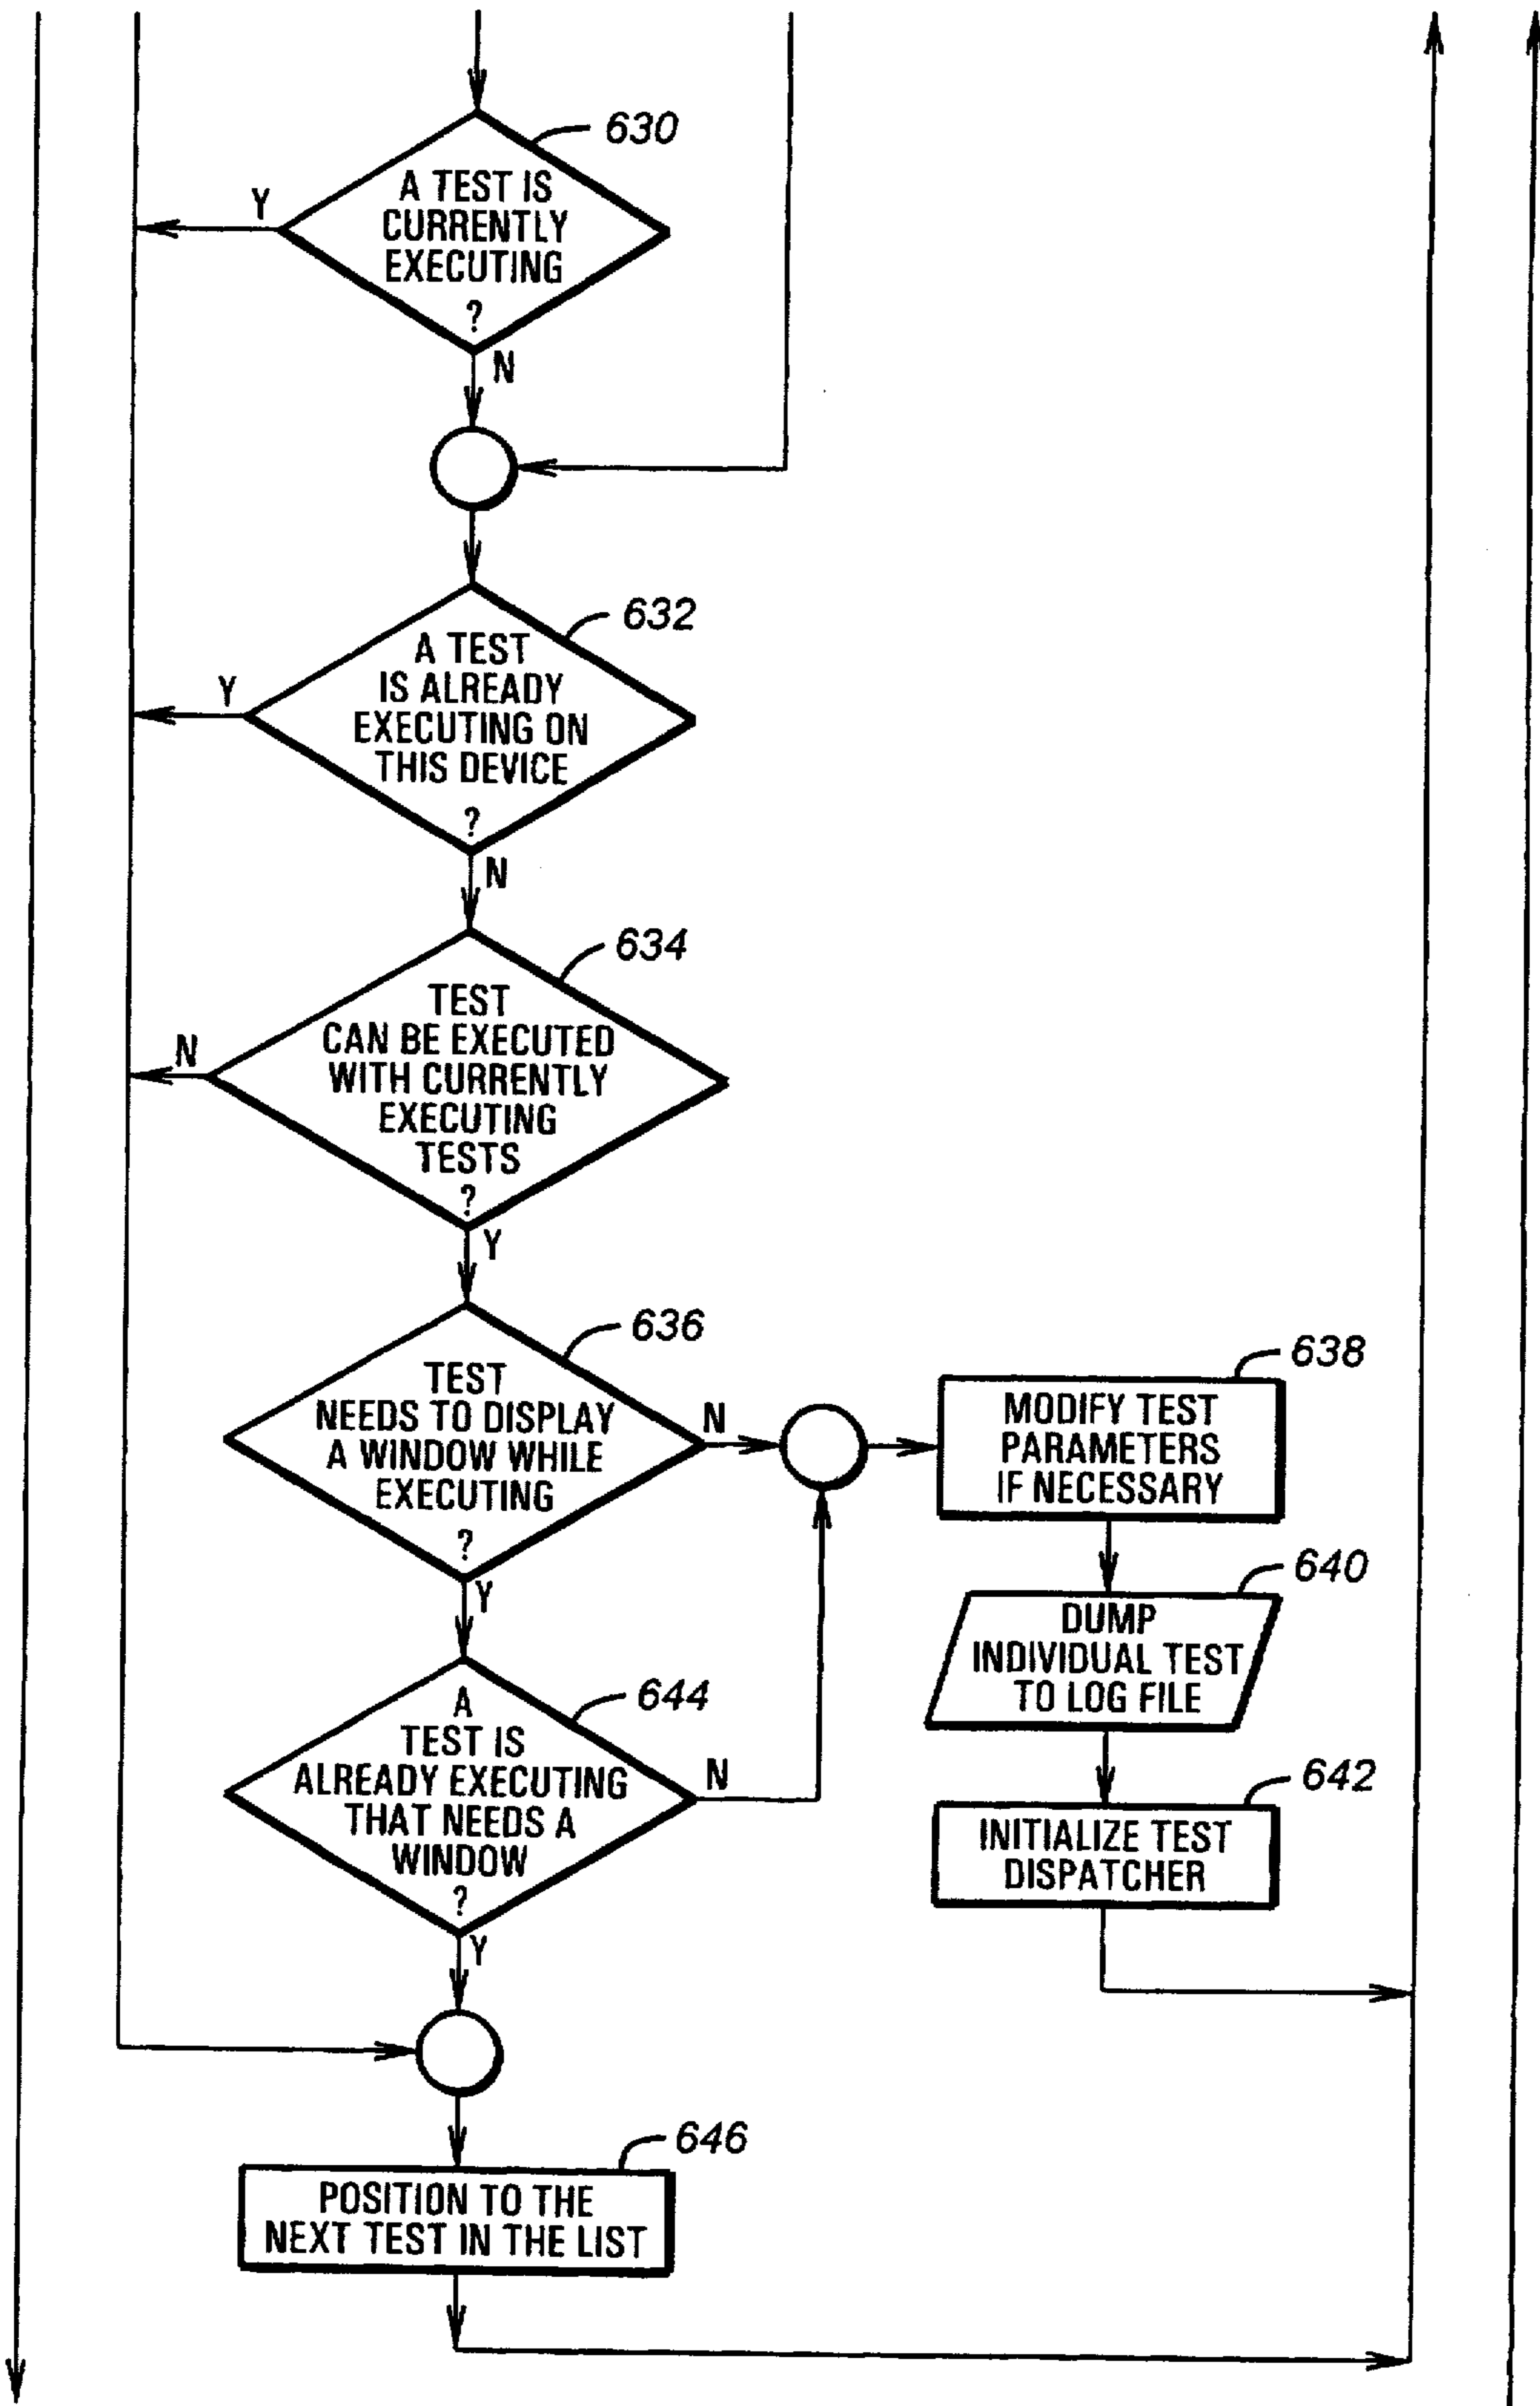 630
A TEST IS
CURRENTLY
EXECUTING
?
Y
N
632
A TEST
IS ALREADY
EXECUTING ON
THIS DEVICE
?
Y
N
634
TEST
CAN BE EXECUTED
WITH CURRENTLY
EXECUTING
TESTS
?
N
Y
636
TEST
NEEDS TO DISPLAY
A WINDOW WHILE
EXECUTING
?
N
Y
638
MODIFY TEST
PARAMETERS
IF NECESSARY
640
DUMP
INDIVIDUAL TEST
TO LOG FILE
642
INITIALIZE TEST
DISPATCHER
644
A
TEST IS
ALREADY EXECUTING
THAT NEEDS A
WINDOW
?
N
Y
646
POSITION TO THE
NEXT TEST IN THE LIST